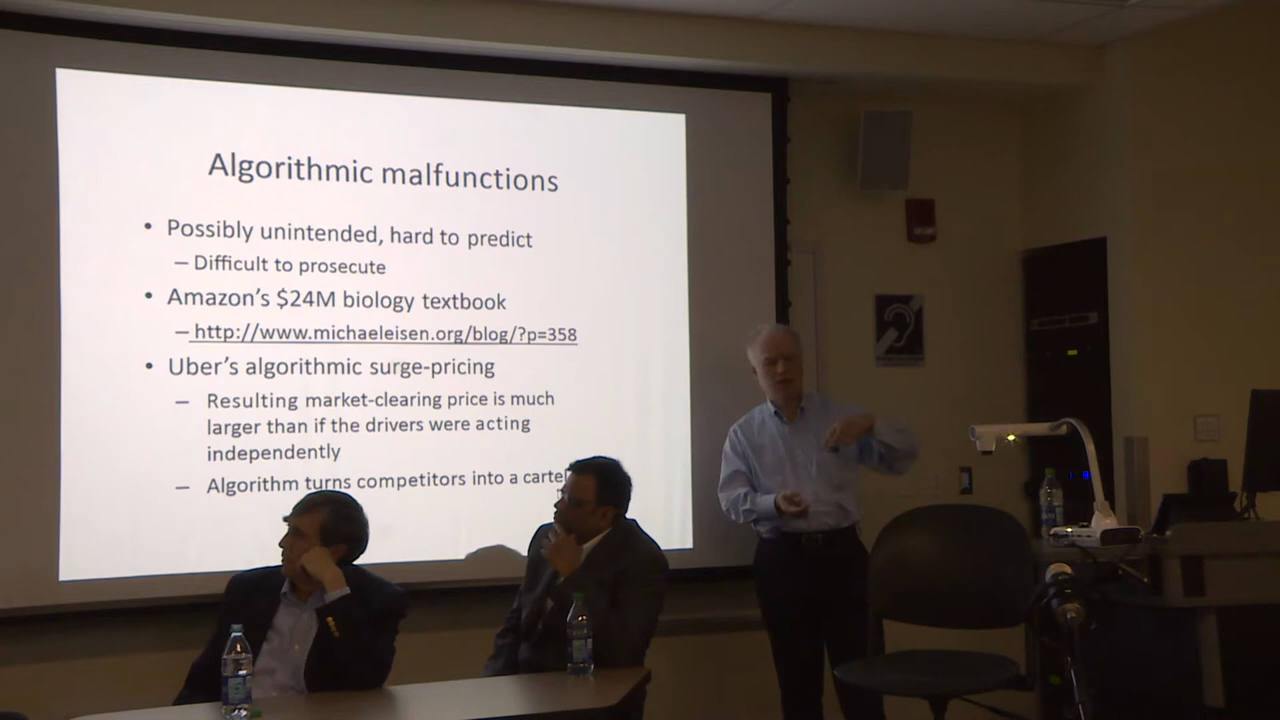 Algorithmic malfunctions
• Possibly unintended, hard to predict
– Difficult to prosecute
• Amazon's $24M biology textbook
– http://www.michaeleisen.org/blog/?p=358
• Uber's algorithmic surge-pricing
– Resulting market-clearing price is much
larger than if the drivers were acting
independently
– Algorithm turns competitors into a cartel